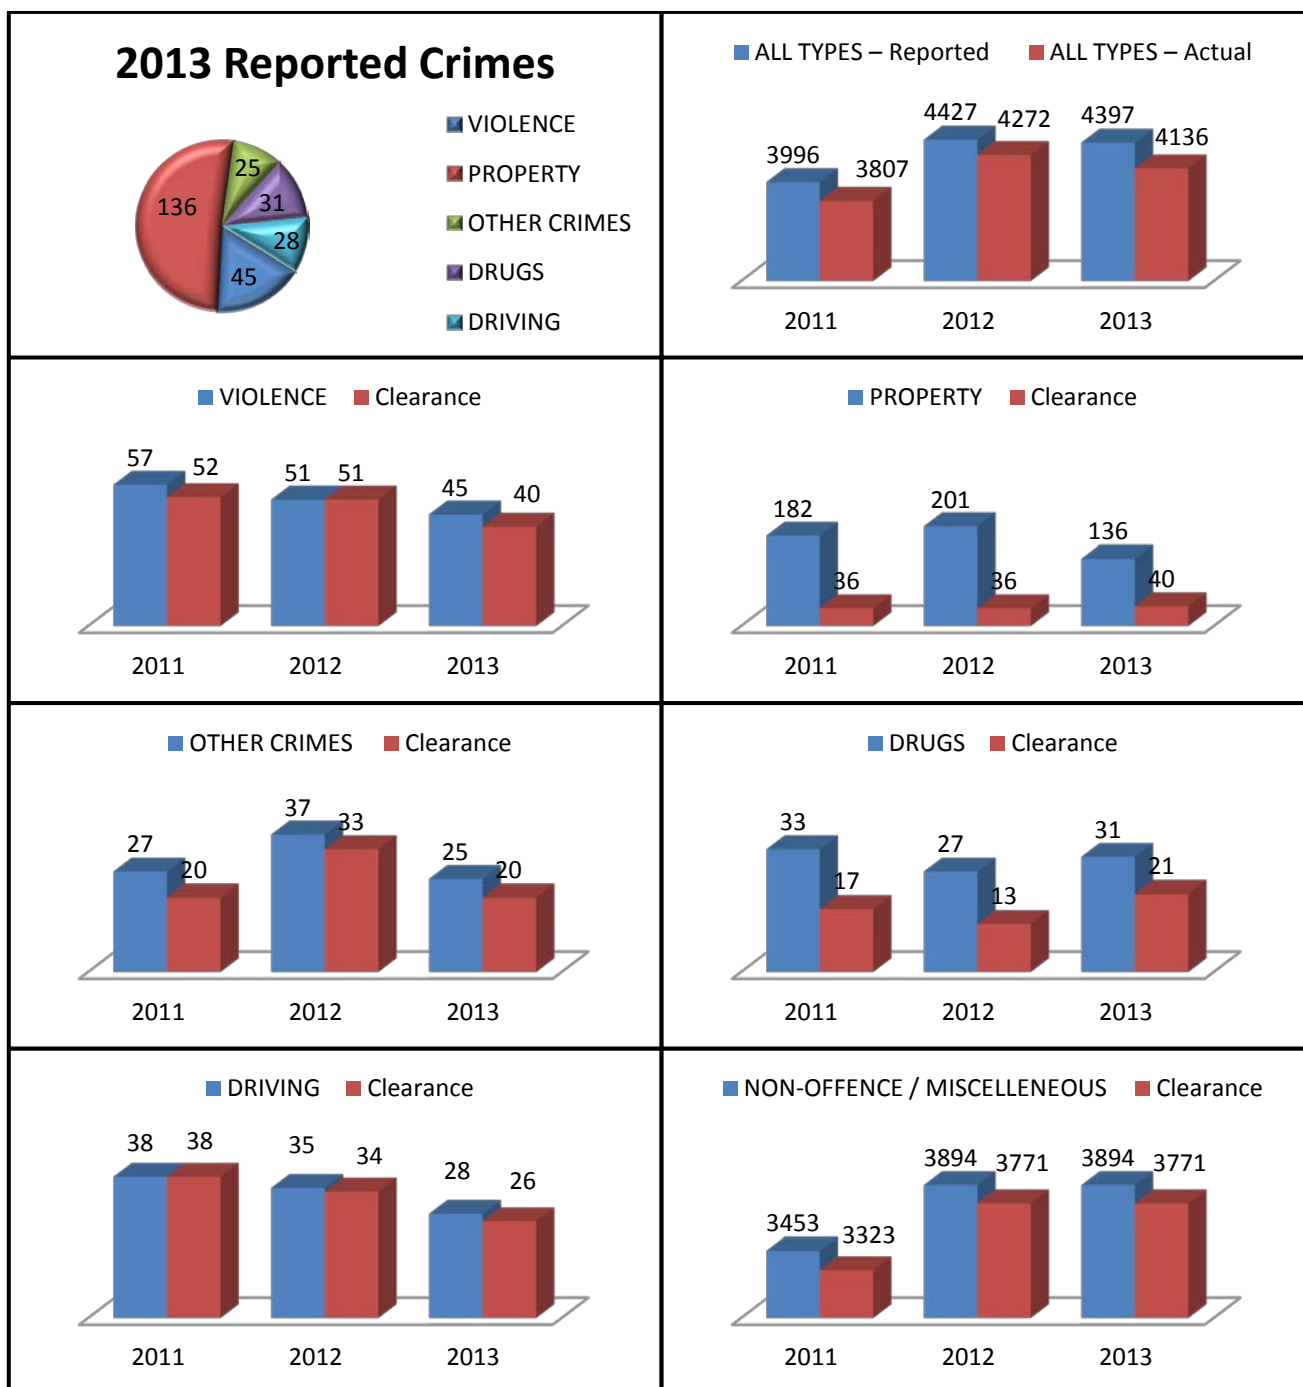 2013 Reported Crimes
25
136
31
28
45
VIOLENCE
PROPERTY
OTHER CRIMES
DRUGS
DRIVING
ALL TYPES – Reported ALL TYPES – Actual
3996 3807 4427 4272 4397 4136
2011 2012 2013
VIOLENCE Clearance
57 52 51 51 45 40
2011 2012 2013
PROPERTY Clearance
182 36 201 36 136 40
2011 2012 2013
OTHER CRIMES Clearance
27 20 37 33 25 20
2011 2012 2013
DRUGS Clearance
33 17 27 13 31 21
2011 2012 2013
DRIVING Clearance
38 38 35 34 28 26
2011 2012 2013
NON-OFFENCE / MISCELLENEOUS Clearance
3453 3323 3894 3771 3894 3771
2011 2012 2013